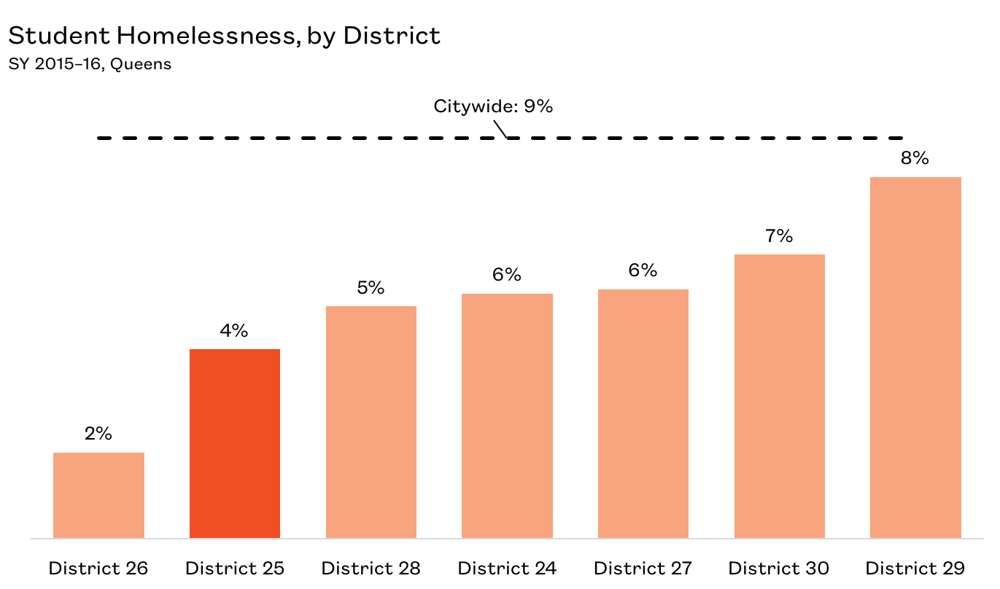 Student Homelessness, by District
SY 2015–16, Queens
Citywide: 9%
8%
7%
6%
6%
5%
4%
2%
District 26
District 25
District 28
District 24
District 27
District 30
District 29